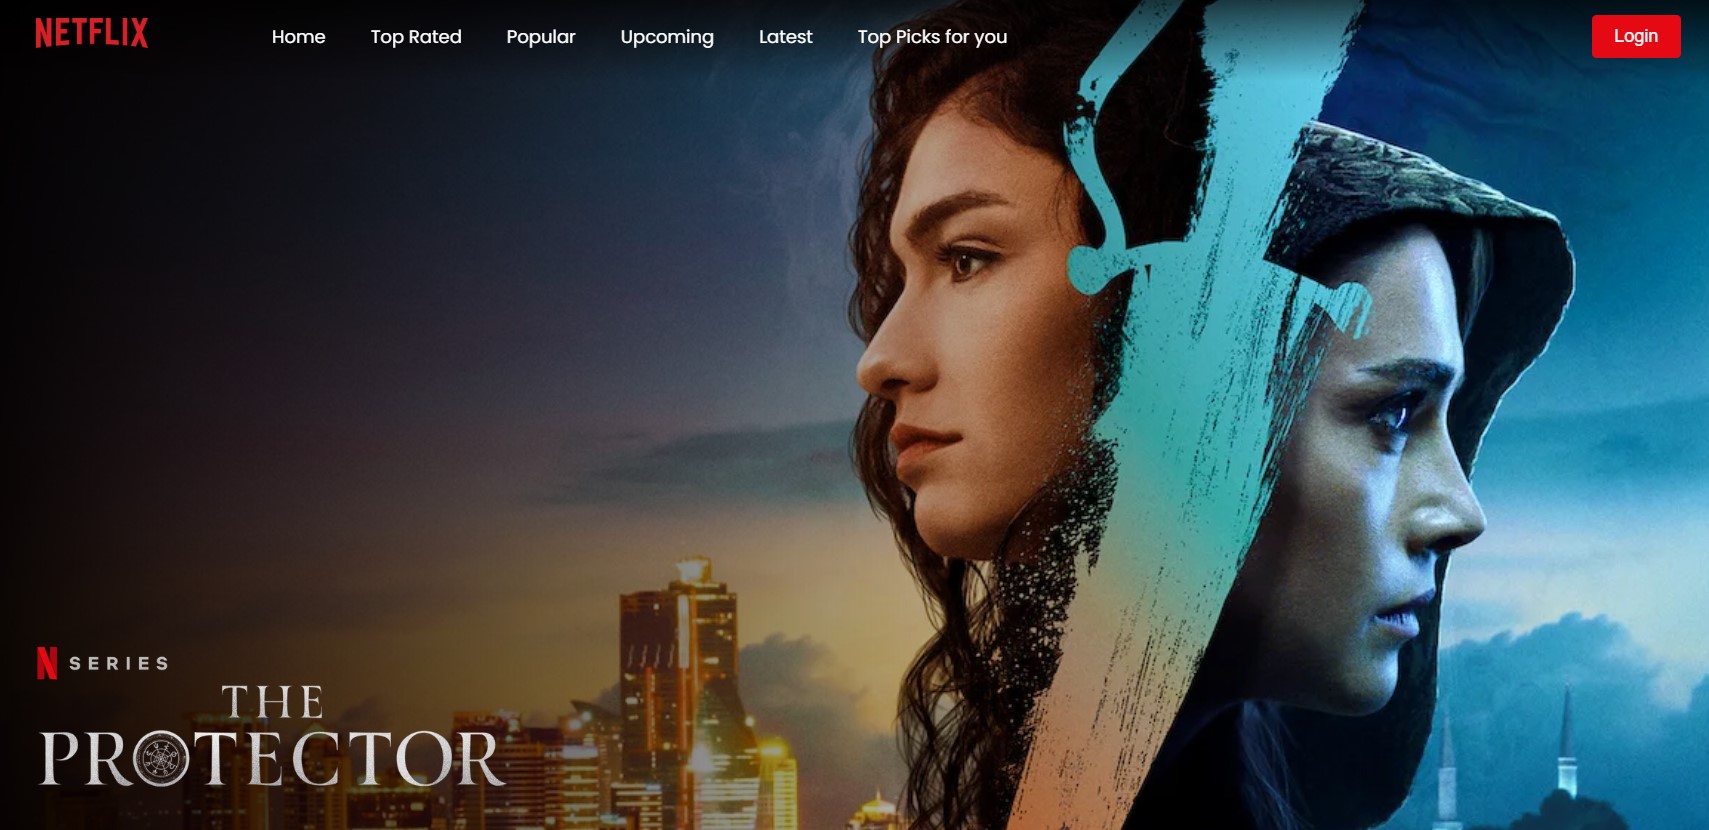 NETFLIX
Home Top Rated Popular Upcoming Latest Top Picks for you
Login
N SERIES
THE
PROTECTOR